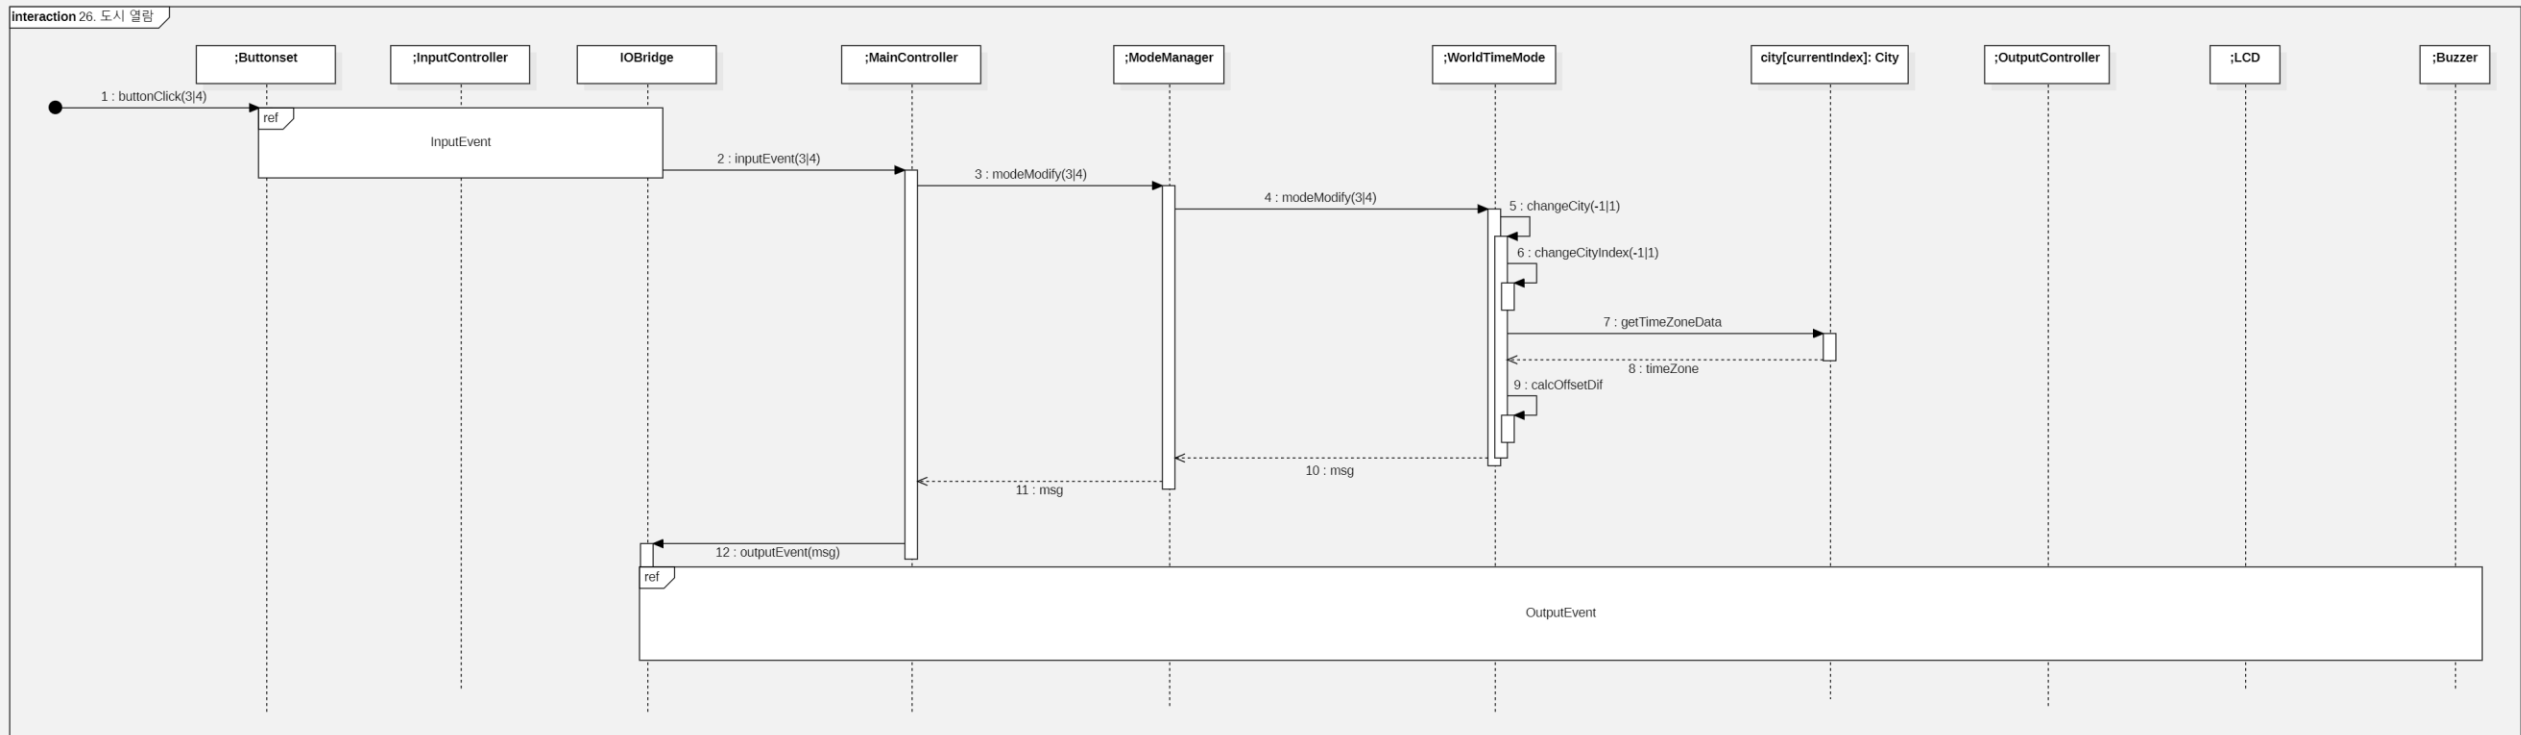 interaction 26. 도시 열람
;Buttonset
;InputController
IOBridge
;MainController
;ModeManager
;WorldTimeMode
city[currentIndex]: City
;OutputController
;LCD
;Buzzer
1 : buttonClick(3|4)
ref
InputEvent
2 : inputEvent(3|4)
3 : modeModify(3|4)
4 : modeModify(3|4)
5 : changeCity(-1|1)
6 : changeCityIndex(-1|1)
7 : getTimeZoneData
8 : timeZone
9 : calcOffsetDif
10 : msg
11 : msg
12 : outputEvent(msg)
ref
OutputEvent